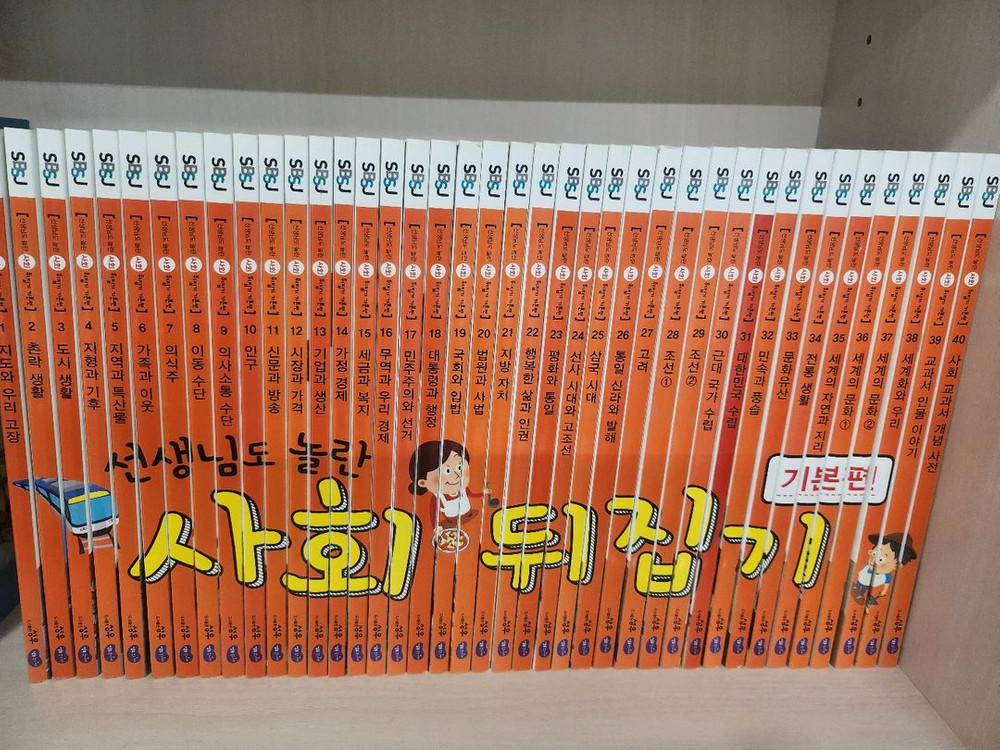 SBSJ
1 지도와 우리 고장
2 촌락 생활
3 도시 생활
4 지형과 기후
5 지역과 특산물
6 가족과 이웃
7 의식주
8 이동 수단
9 의사소통 수단
10 인구
11 신문과 방송
12 시장과 가격
13 기업과 생산
14 가정 경제
15 세금과 복지
16 무역과 우리 경제
17 민주주의와 선거
18 대통령과 행정
19 국회와 입법
20 법원과 사법
21 지방 자치
22 행복한 삶과 인권
23 평화와 통일
24 선사 시대와 고조선
25 삼국 시대
26 통일 신라와 발해
27 고려
28 조선 ①
29 조선 ②
30 근대 국가 수립
31 대한민국 수립
32 민속과 풍습
33 문화유산
34 전통 생활
35 세계의 자연과 지리
36 세계의 문화 ①
37 세계의 문화 ②
38 세계화와 우리
39 교과서 인물 이야기
40 사회 교과서 개념 사전
선생님도 놀란
사회 뒤집기
기본편!